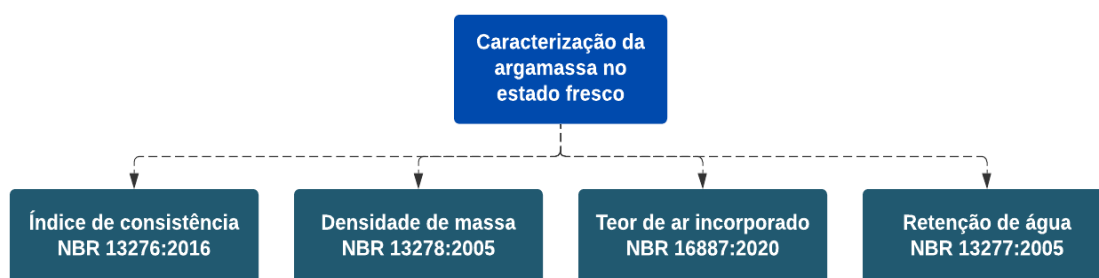 Caracterização da
argamassa no
estado fresco
Índice de consistência
NBR 13276:2016
Densidade de massa
NBR 13278:2005
Teor de ar incorporado
NBR 16887:2020
Retenção de água
NBR 13277:2005